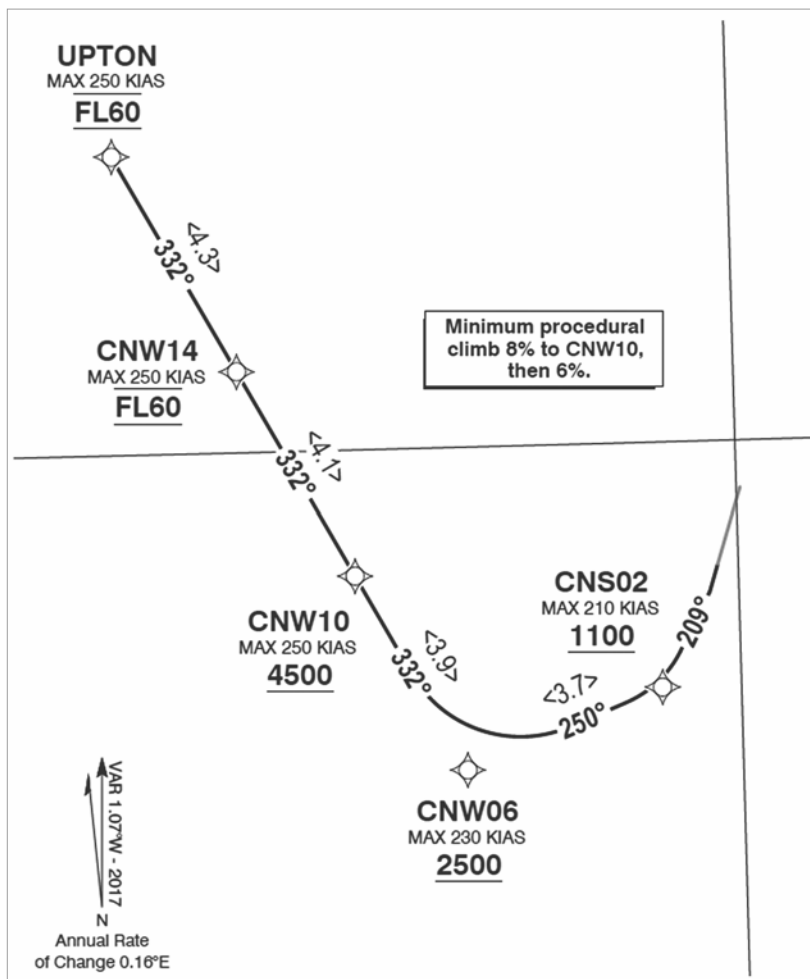 UPTON
MAX 250 KIAS
FL60
<4.3>
332°
CNW14
MAX 250 KIAS
FL60
Minimum procedural
climb 8% to CNW10,
then 6%.
<4.1>
332°
CNW10
MAX 250 KIAS
4500
<3.9>
332°
CNS02
MAX 210 KIAS
1100
209°
<3.7>
250°
CNW06
MAX 230 KIAS
2500
VAR 1.07°W - 2017
N
Annual Rate
of Change 0.16°E